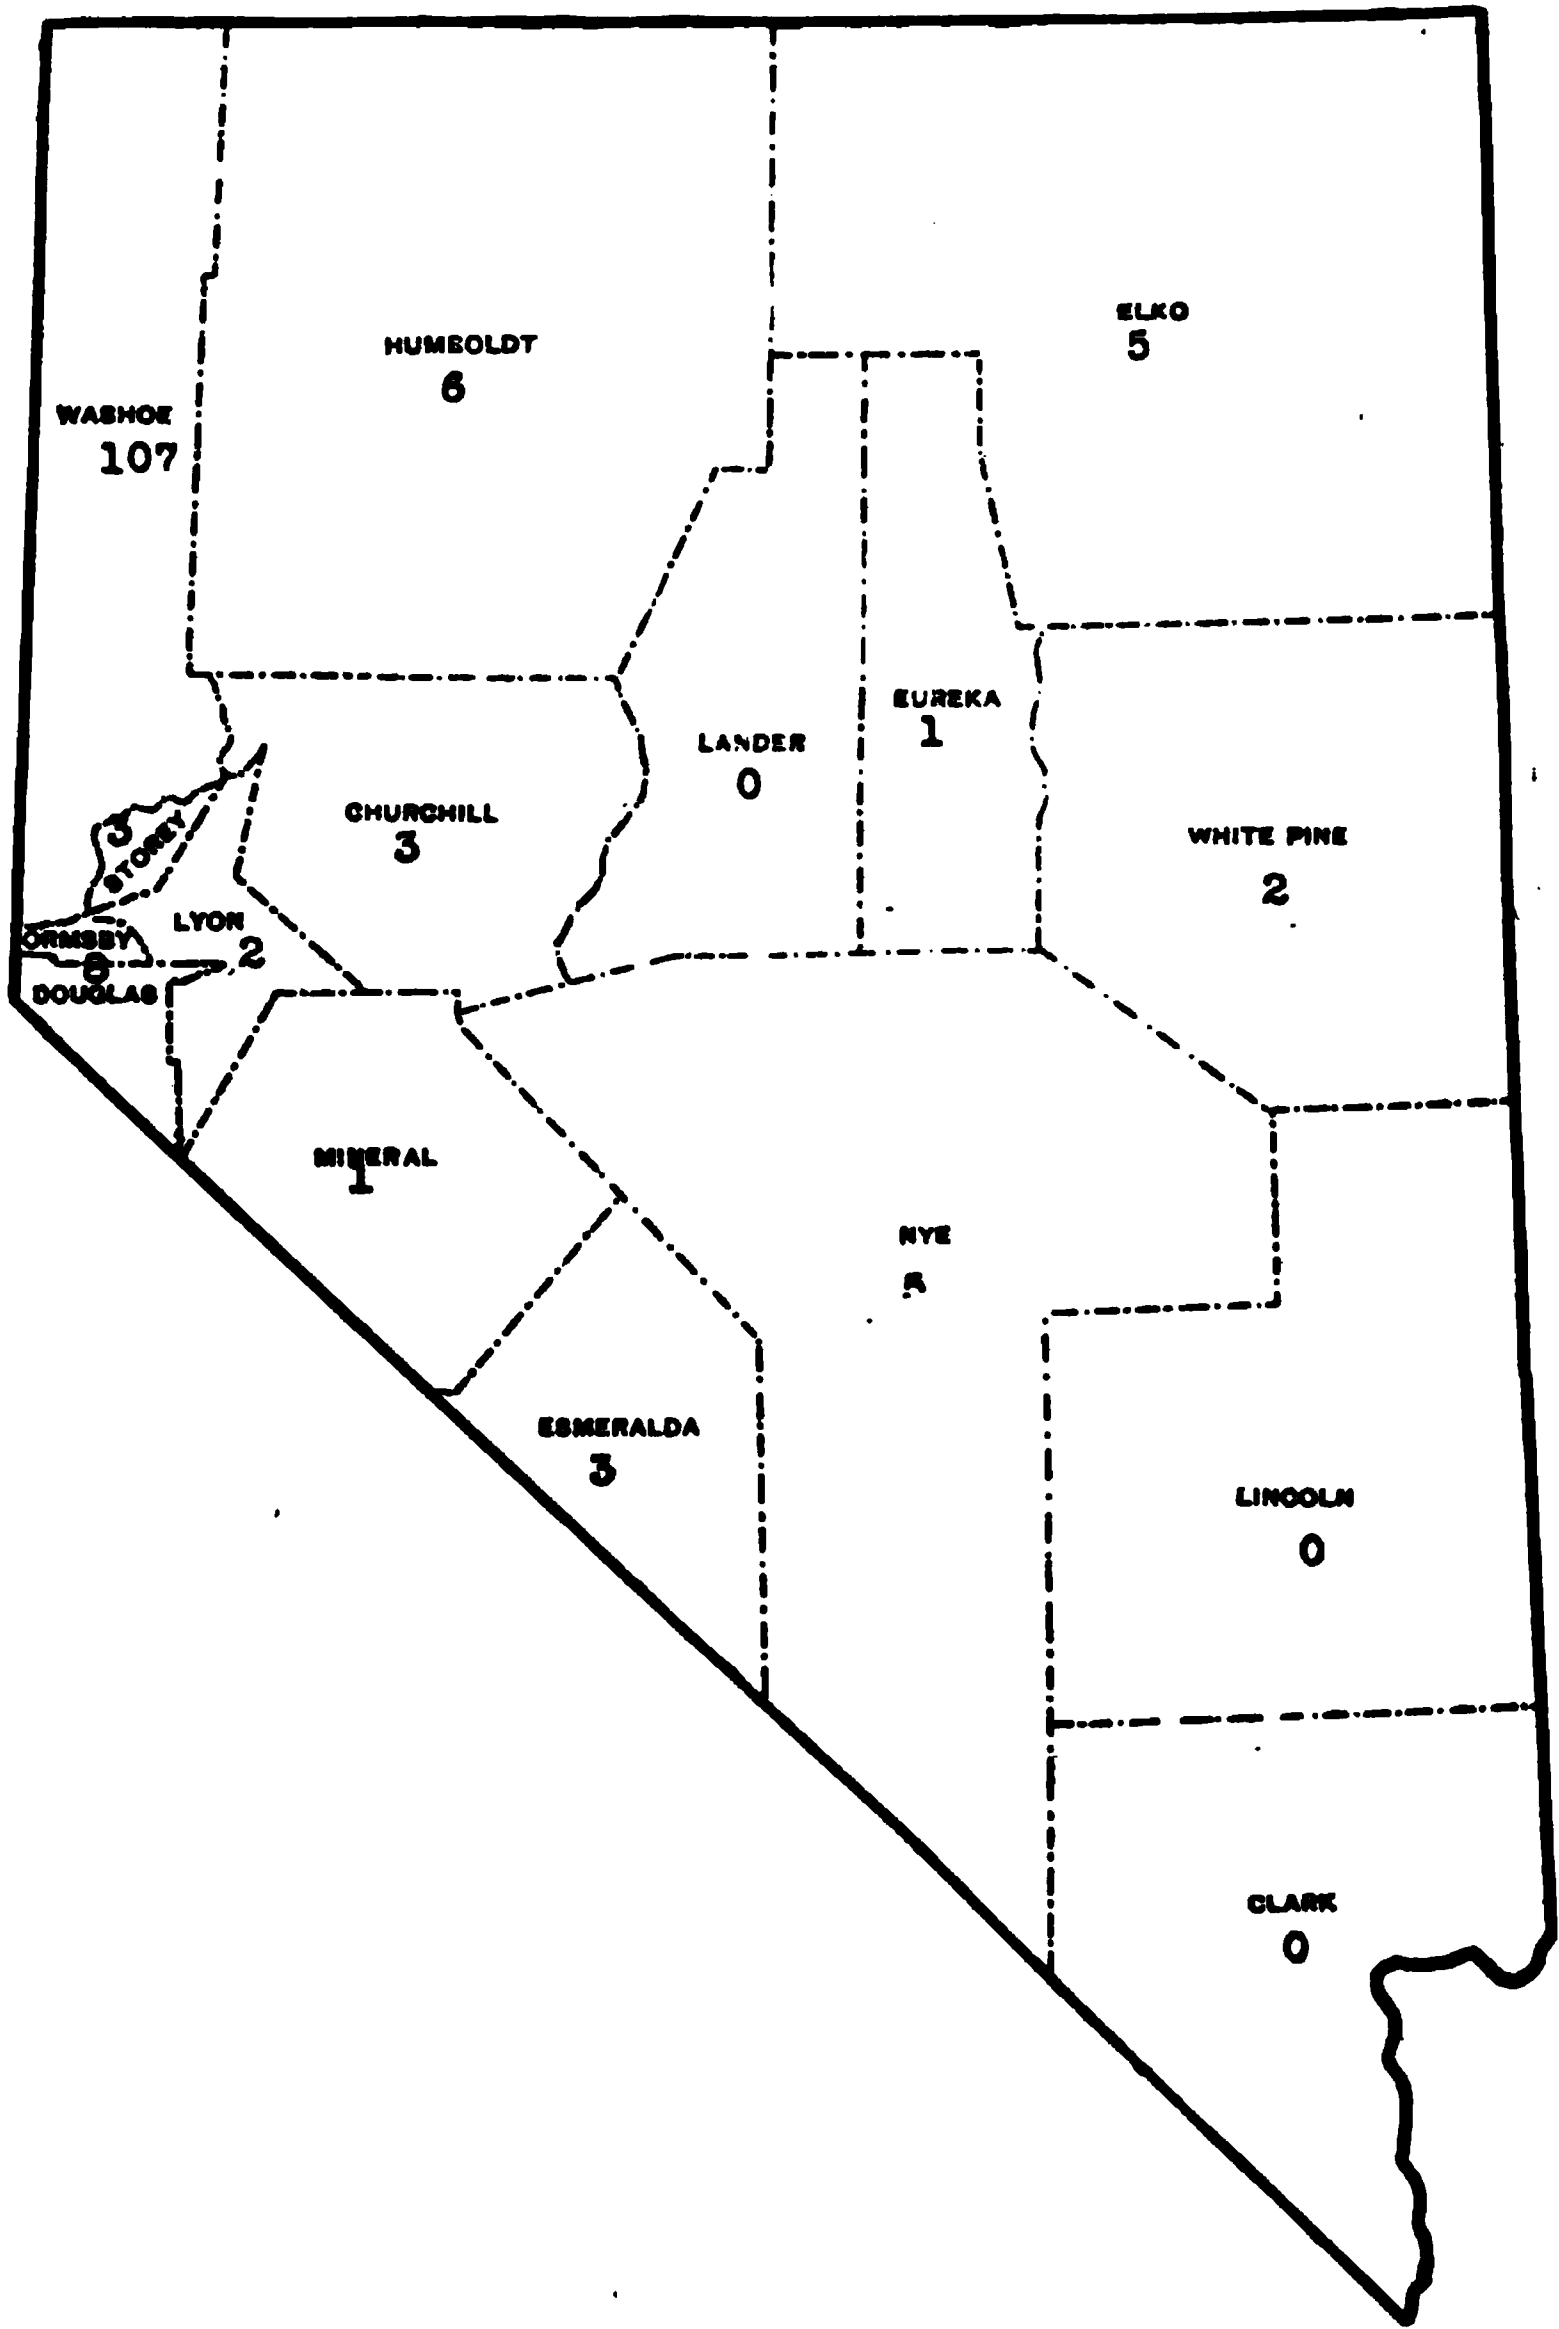 ELKO
5
HUMBOLDT
6
WASHOE
107
EUREKA
1
LANDER
0
CHURCHILL
3
3
STOREY
WHITE PINE
2
LYON
2
ORMSBY
DOUGLAS
MINERAL
1
NYE
ESMERALDA
3
LINCOLN
0
CLARK
0